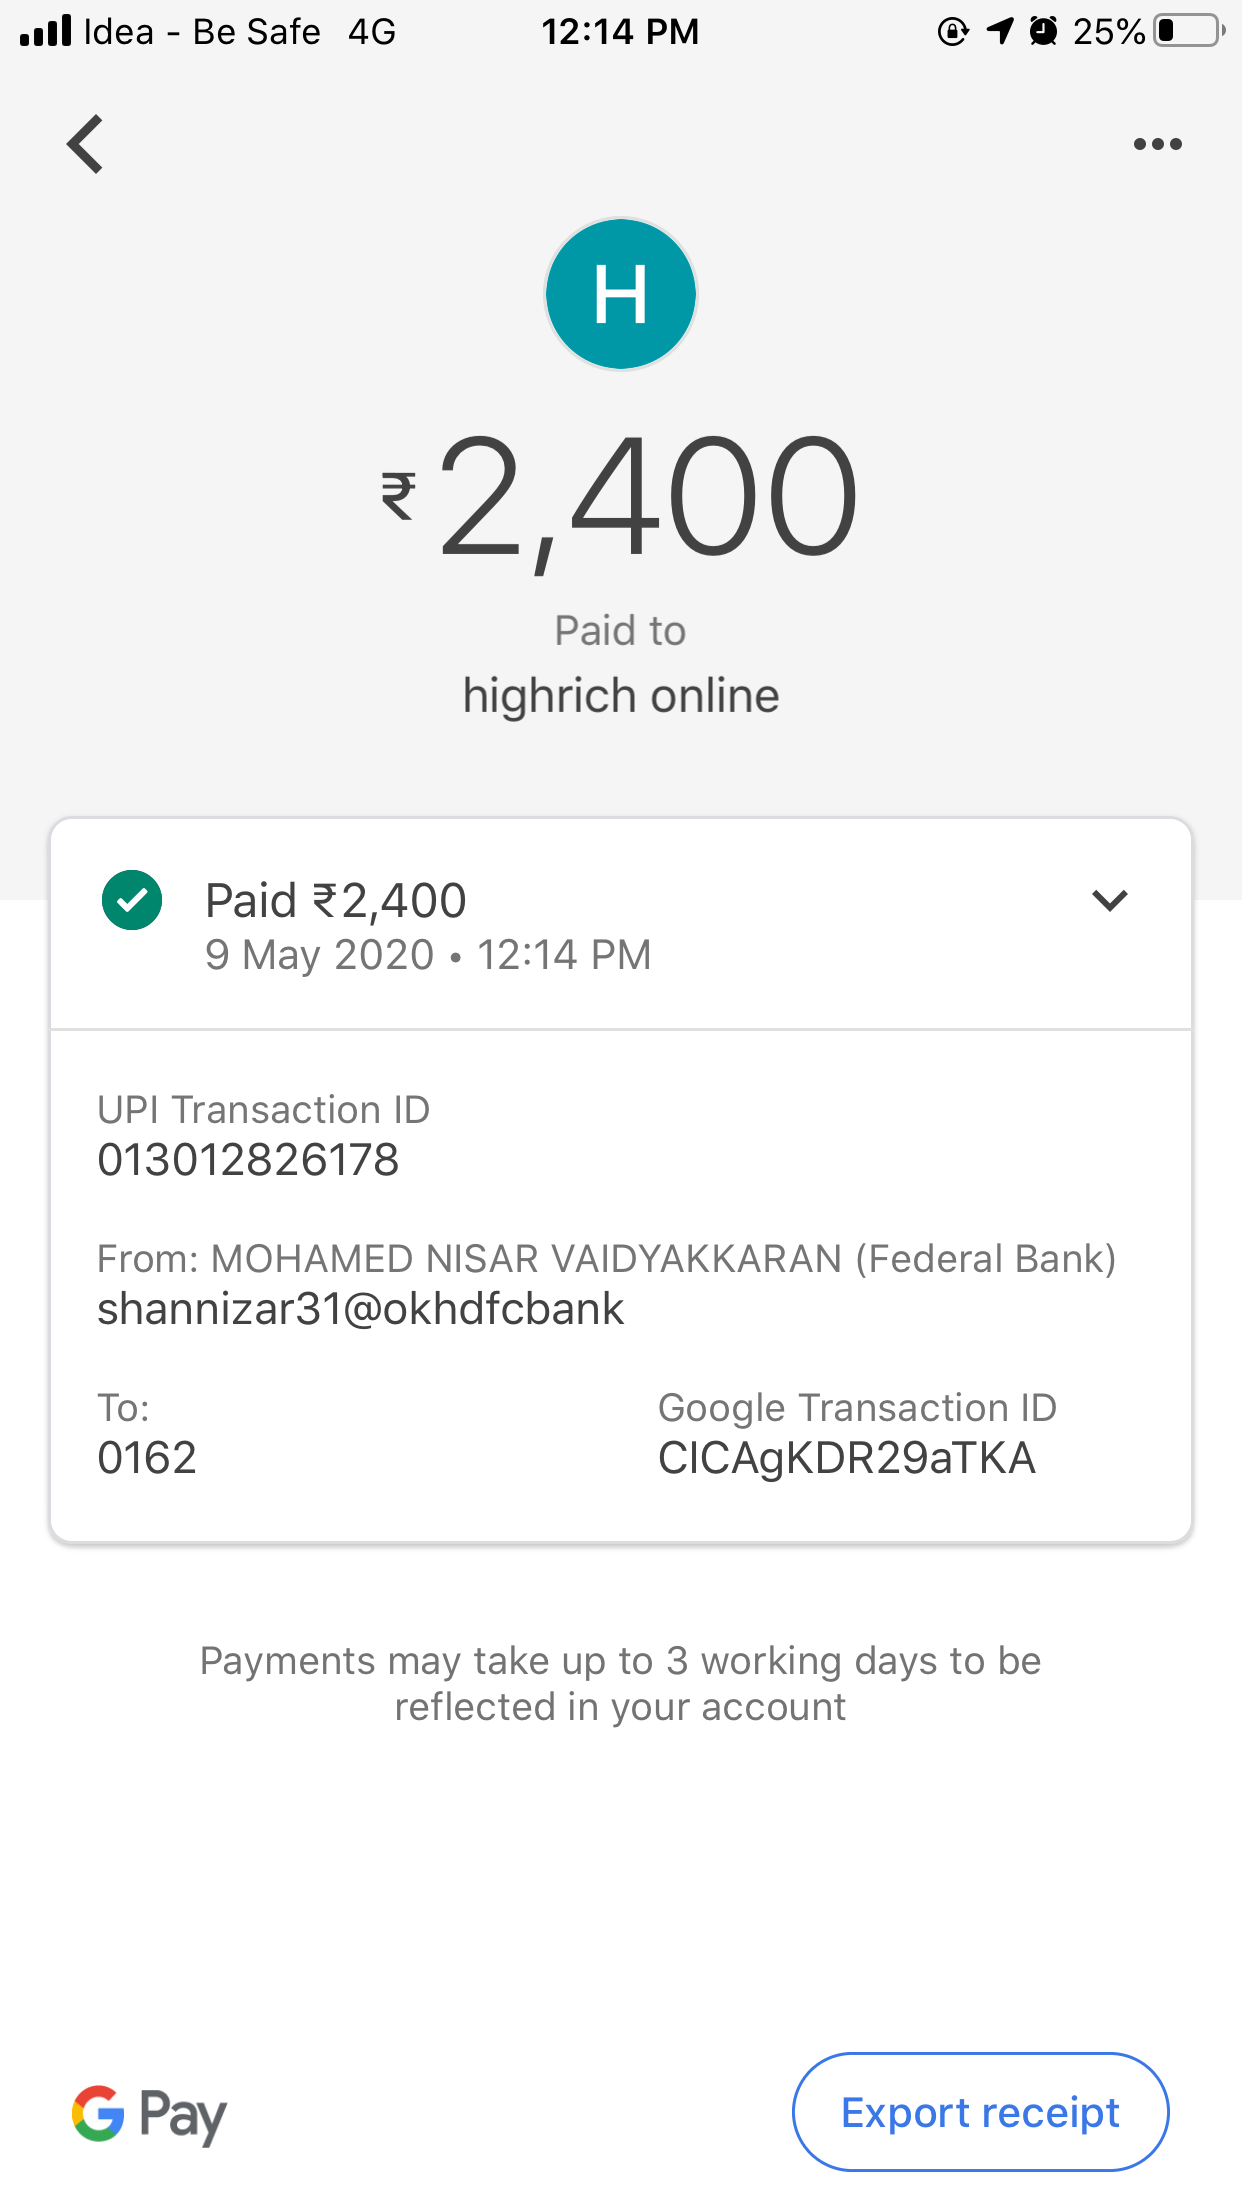 Idea - Be Safe 4G 12:14 PM 25%
H
₹2,400
Paid to
highrich online
Paid ₹2,400
9 May 2020 • 12:14 PM
UPI Transaction ID
013012826178
From: MOHAMED NISAR VAIDYAKKARAN (Federal Bank)
shannizar31@okhdfcbank
To:
0162
Google Transaction ID
CICAgKDR29aTKA
Payments may take up to 3 working days to be
reflected in your account
G Pay
Export receipt